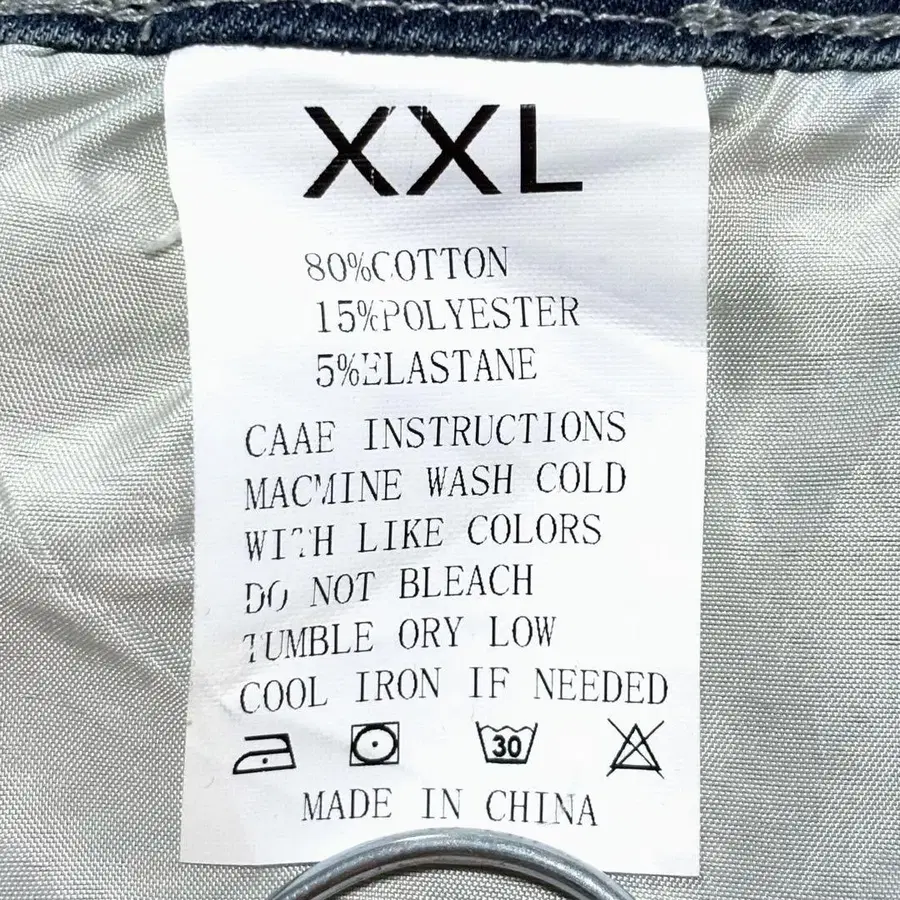 XXL
80%COTTON
15%POLYESTER
5%ELASTANE
CAAE INSTRUCTIONS
MACMINE WASH COLD
WITH LIKE COLORS
DO NOT BLEACH
TUMBLE ORY LOW
COOL IRON IF NEEDED
30
MADE IN CHINA